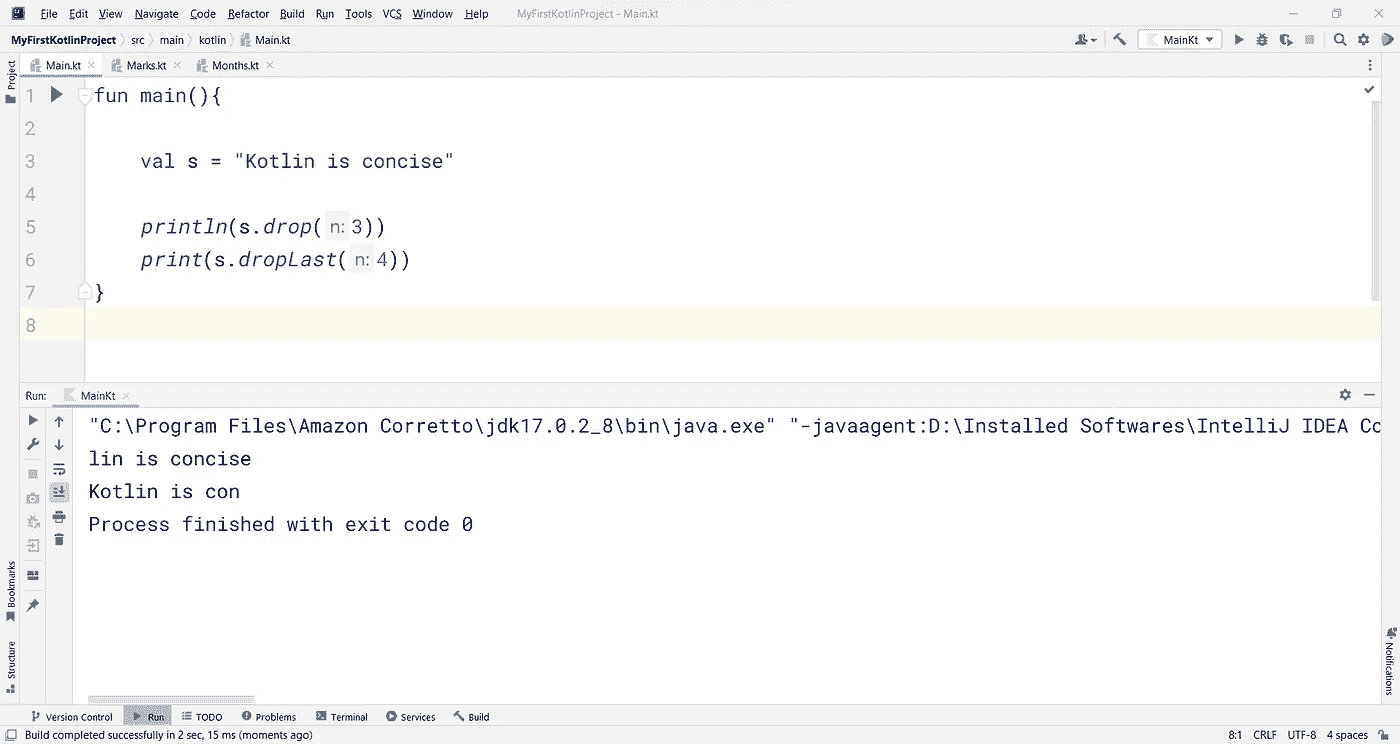 File Edit View Navigate Code Refactor Build Run Tools VCS Window Help MyFirstKotlinProject - Main.kt
MyFirstKotlinProject src main kotlin Main.kt MainKt
Project
Main.kt Marks.kt Months.kt
1 fun main(){
2
3 val s = "Kotlin is concise"
4
5 println(s.drop( n: 3))
6 print(s.dropLast( n: 4))
7 }
8
Run: MainKt
"C:\Program Files\Amazon Corretto\jdk17.0.2_8\bin\java.exe" "-javaagent:D:\Installed Softwares\IntelliJ IDEA Co
lin is concise
Kotlin is con
Process finished with exit code 0
Bookmarks
Structure
Notifications
Version Control Run TODO Problems Terminal Services Build
Build completed successfully in 2 sec, 15 ms (moments ago) 8:1 CRLF UTF-8 4 spaces